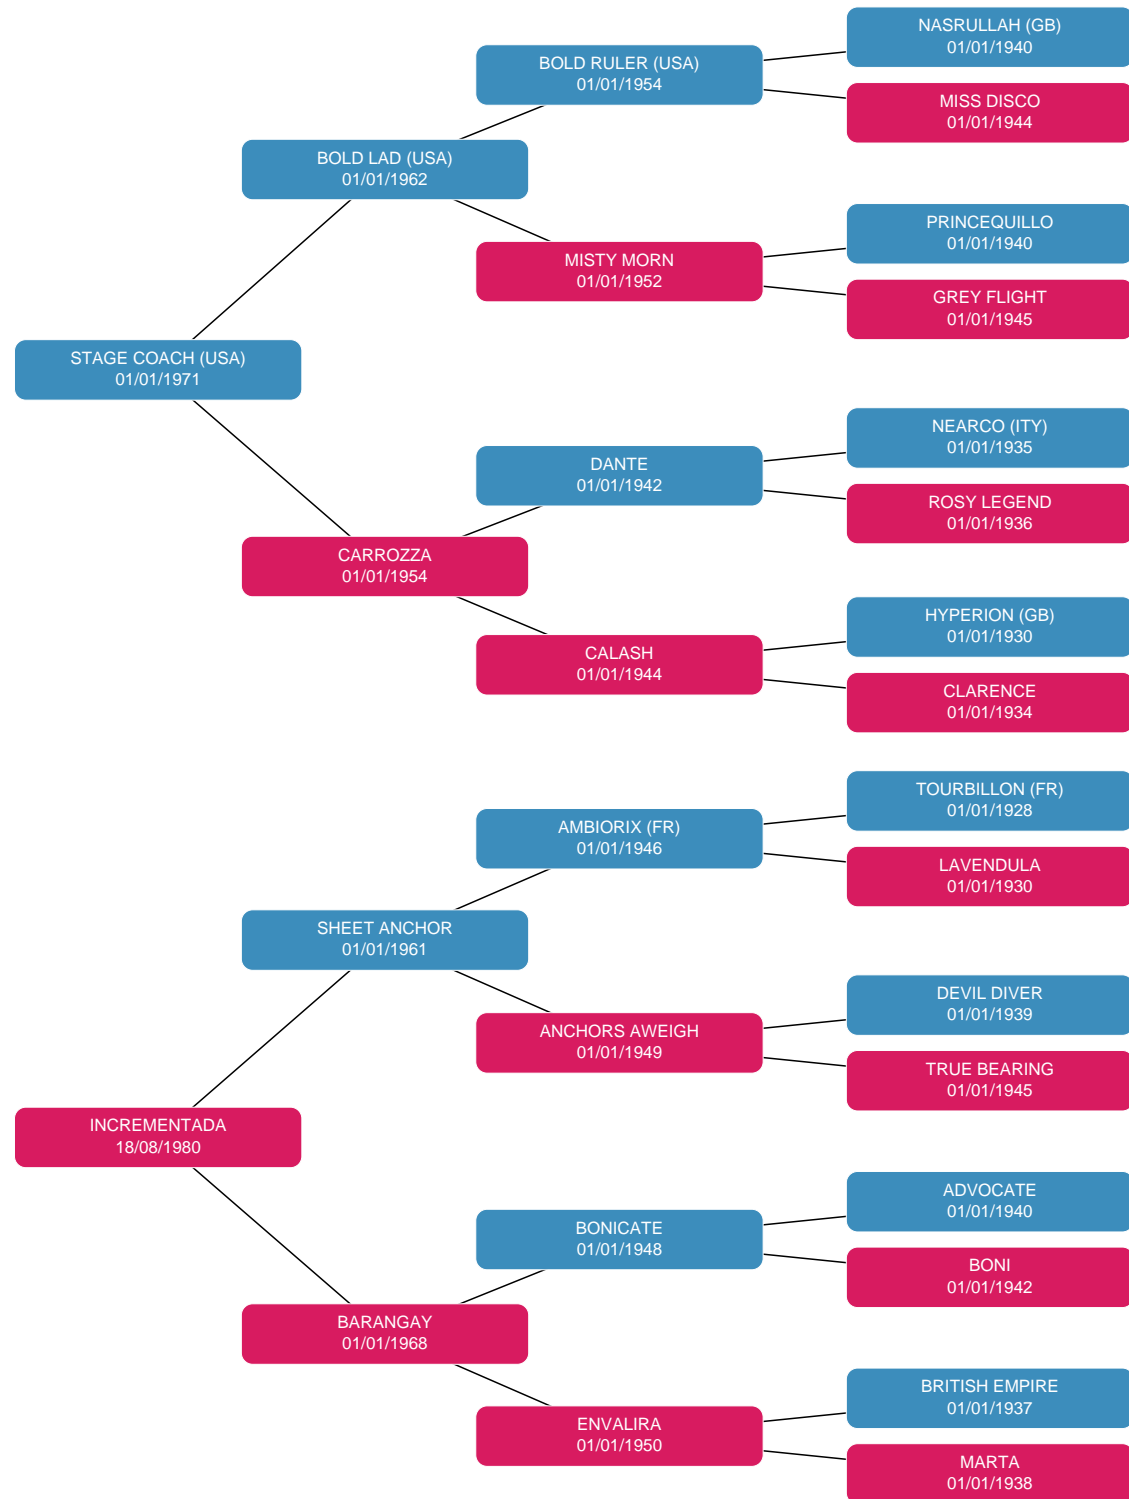 NASRULLAH (GB)
01/01/1940
BOLD RULER (USA)
01/01/1954
MISS DISCO
01/01/1944
BOLD LAD (USA)
01/01/1962
PRINCEQUILLO
01/01/1940
MISTY MORN
01/01/1952
GREY FLIGHT
01/01/1945
STAGE COACH (USA)
01/01/1971
NEARCO (ITY)
01/01/1935
DANTE
01/01/1942
ROSY LEGEND
01/01/1936
CARROZZA
01/01/1954
HYPERION (GB)
01/01/1930
CALASH
01/01/1944
CLARENCE
01/01/1934
TOURBILLON (FR)
01/01/1928
AMBIORIX (FR)
01/01/1946
LAVENDULA
01/01/1930
SHEET ANCHOR
01/01/1961
DEVIL DIVER
01/01/1939
ANCHORS AWEIGH
01/01/1949
TRUE BEARING
01/01/1945
INCREMENTADA
18/08/1980
ADVOCATE
01/01/1940
BONICATE
01/01/1948
BONI
01/01/1942
BARANGAY
01/01/1968
BRITISH EMPIRE
01/01/1937
ENVALIRA
01/01/1950
MARTA
01/01/1938